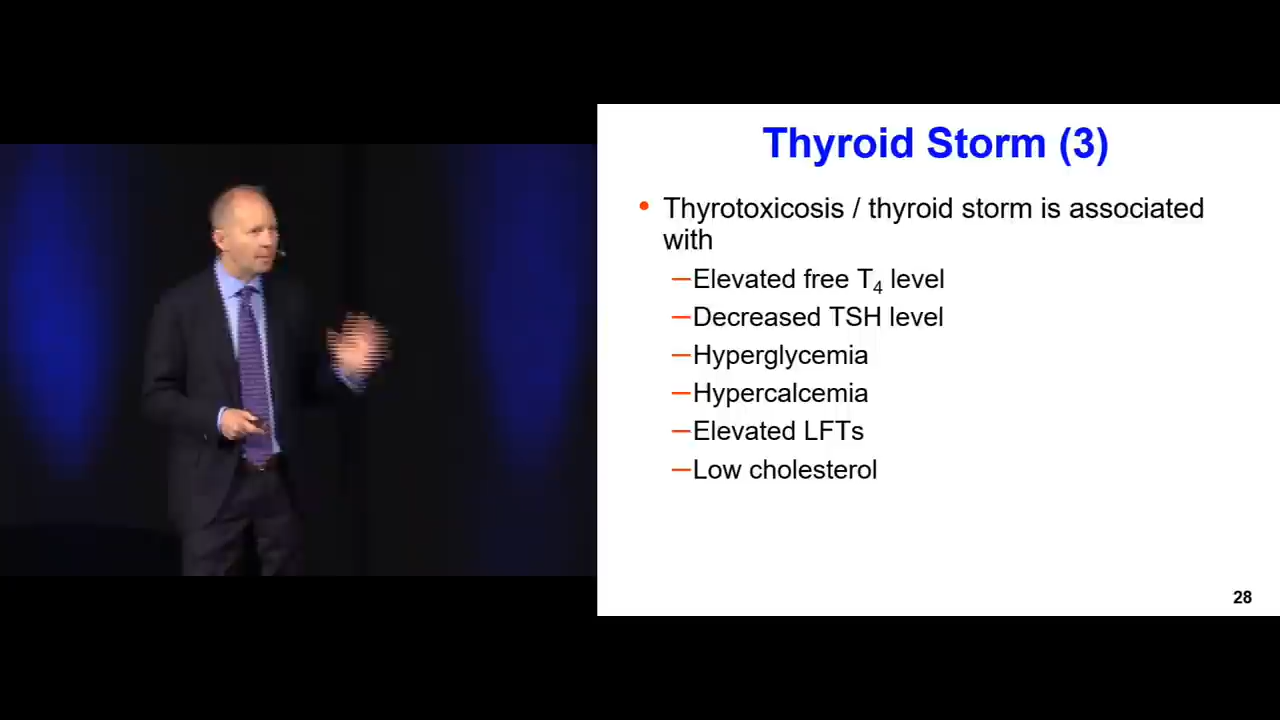 Thyroid Storm (3)
• Thyrotoxicosis / thyroid storm is associated
with
—Elevated free T₄ level
—Decreased TSH level
—Hyperglycemia
—Hypercalcemia
—Elevated LFTs
—Low cholesterol
28